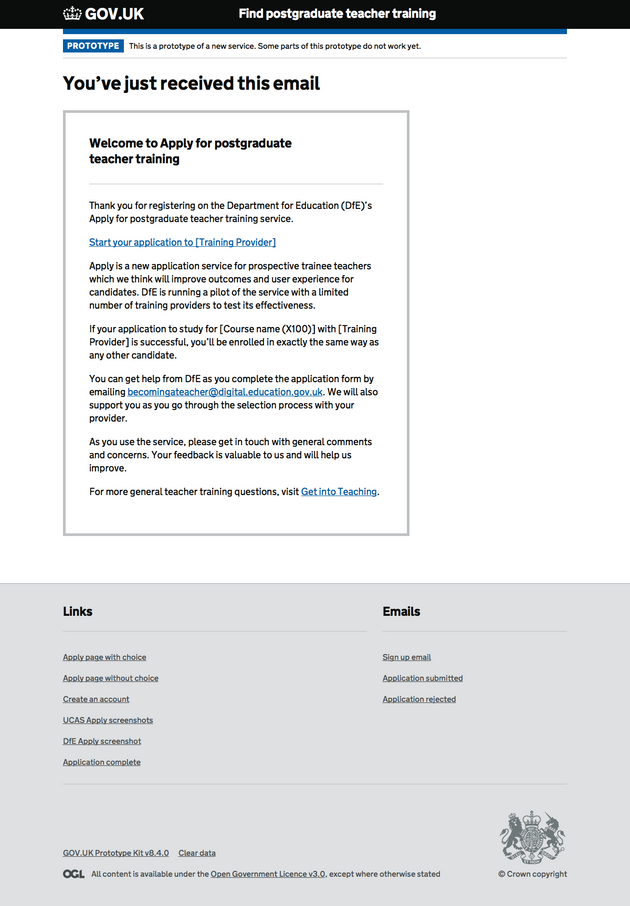 GOV.UK Find postgraduate teacher training
PROTOTYPE This is a prototype of a new service. Some parts of this prototype do not work yet.
You’ve just received this email
Welcome to Apply for postgraduate
teacher training
Thank you for registering on the Department for Education (DfE)’s
Apply for postgraduate teacher training service.
Start your application to [Training Provider]
Apply is a new application service for prospective trainee teachers
which we think will improve outcomes and user experience for
candidates. DfE is running a pilot of the service with a limited
number of training providers to test its effectiveness.
If your application to study for [Course name (X100)] with [Training
Provider] is successful, you’ll be enrolled in exactly the same way as
any other candidate.
You can get help from DfE as you complete the application form by
emailing becomingateacher@digital.education.gov.uk. We will also
support you as you go through the selection process with your
provider.
As you use the service, please get in touch with general comments
and concerns. Your feedback is valuable to us and will help us
improve.
For more general teacher training questions, visit Get into Teaching.
Links
Apply page with choice
Apply page without choice
Create an account
UCAS Apply screenshots
DfE Apply screenshot
Application complete
Emails
Sign up email
Application submitted
Application rejected
GOV.UK Prototype Kit v8.4.0 Clear data
OGL All content is available under the Open Government Licence v3.0, except where otherwise stated
© Crown copyright